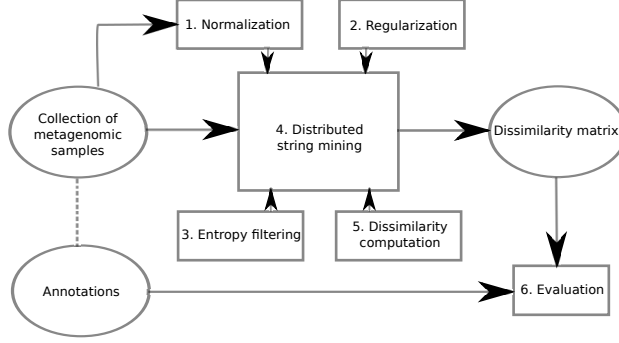 1. Normalization
2. Regularization
Collection of
metagenomic
samples
4. Distributed
string mining
Dissimilarity matrix
3. Entropy filtering
5. Dissimilarity
computation
Annotations
6. Evaluation